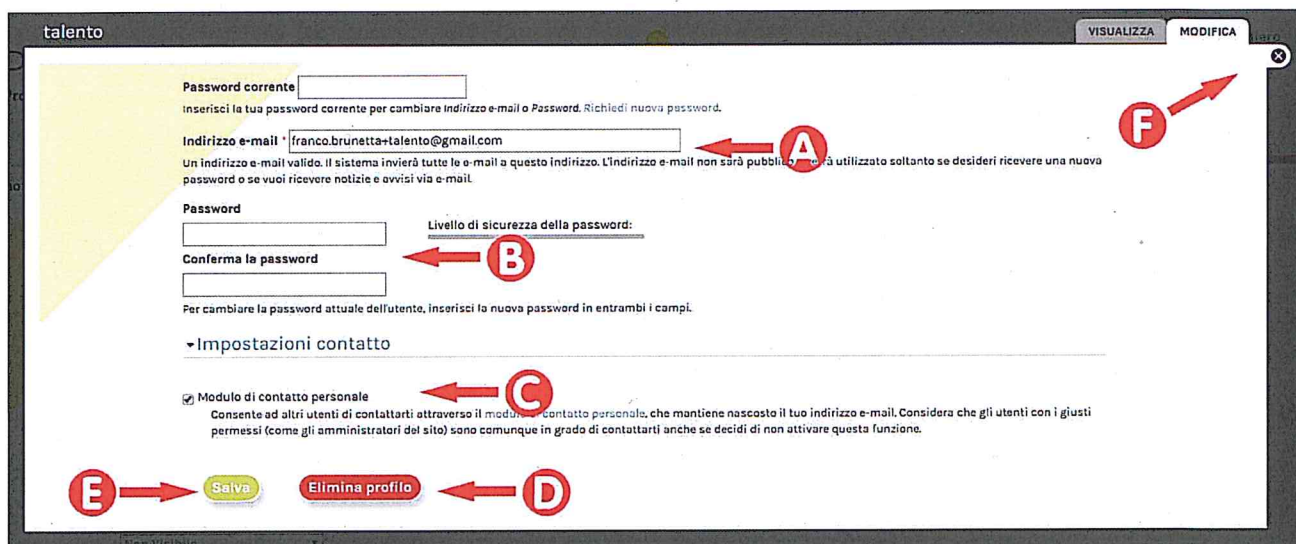 talento
VISUALIZZA MODIFICA
Password corrente
Inserisci la tua password corrente per cambiare Indirizzo e-mail o Password. Richiedi nuova password.
F
Indirizzo e-mail * franco.brunetta+talento@gmail.com
A
Un indirizzo e-mail valido. Il sistema invierà tutte le e-mail a questo indirizzo. L'indirizzo e-mail non sarà pubblico utilizzato soltanto se desideri ricevere una nuova
password o se vuoi ricevere notizie e avvisi via e-mail.
Password
Livello di sicurezza della password:
B
Conferma la password
Per cambiare la password attuale dell'utente, inserisci la nuova password in entrambi i campi.
Impostazioni contatto
C
Modulo di contatto personale
Consente ad altri utenti di contattarti attraverso il modulo di contatto personale, che mantiene nascosto il tuo indirizzo e-mail. Considera che gli utenti con i giusti
permessi (come gli amministratori del sito) sono comunque in grado di contattarti anche se decidi di non attivare questa funzione.
E Salva Elimina profilo D